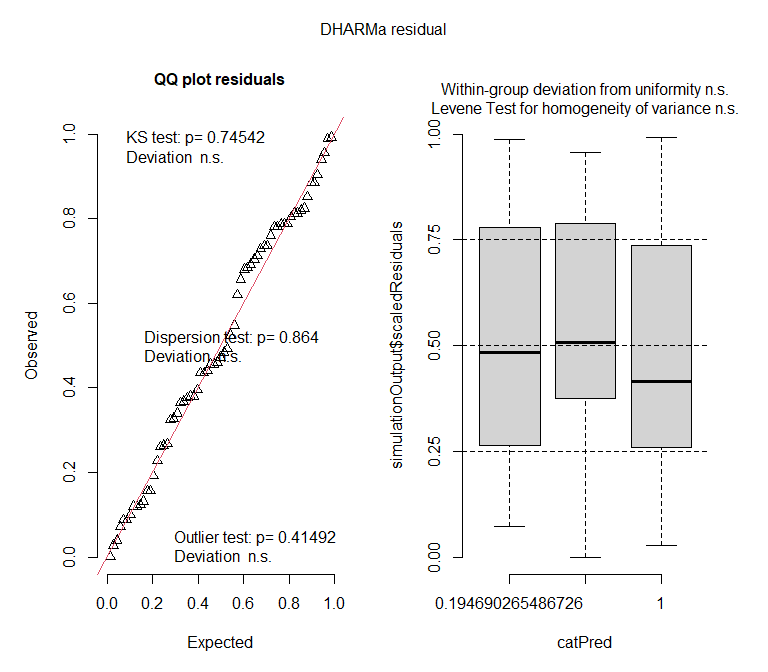 DHARMa residual
QQ plot residuals
KS test: p= 0.74542
Deviation n.s.
Dispersion test: p= 0.864
Deviation n.s.
Outlier test: p= 0.41492
Deviation n.s.
Observed
0.0
0.2
0.4
0.6
0.8
1.0
0.0
0.2
0.4
0.6
0.8
1.0
Expected
Within-group deviation from uniformity n.s.
Levene Test for homogeneity of variance n.s.
simulationOutput$scaledResiduals
0.00
0.25
0.50
0.75
1.00
0.194690265486726
1
catPred